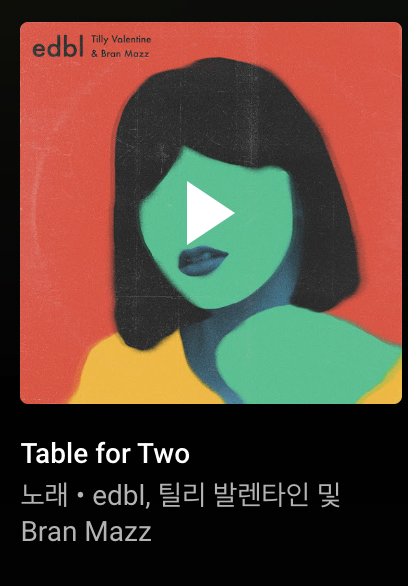 edbl
Tilly Valentine
& Bran Mazz
Table for Two
노래 • edbl, 틸리 발렌타인 및
Bran Mazz